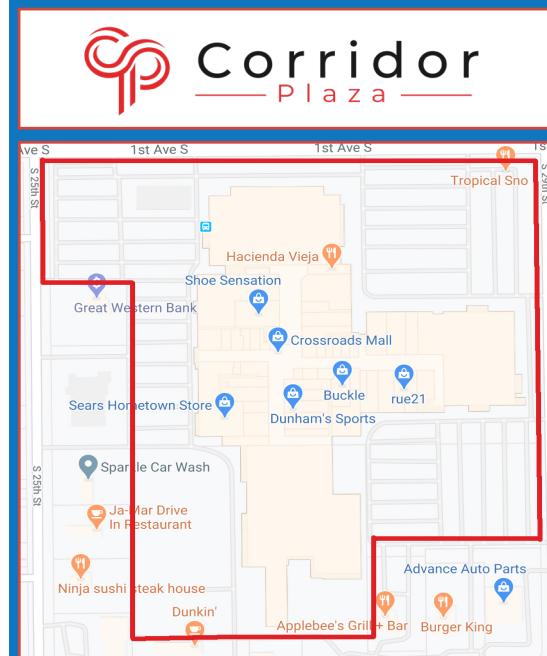 Corridor
Plaza
Ave S
1st Ave S
1st Ave S
S 25th St
S 29th St
Tropical Sno
Hacienda Vieja
Shoe Sensation
Great Western Bank
Crossroads Mall
Buckle
rue21
Sears Hometown Store
Dunham's Sports
Sparkle Car Wash
S 25th St
Ja-Mar Drive
In Restaurant
Advance Auto Parts
Ninja sushi steak house
Dunkin'
Applebee's Grill + Bar
Burger King